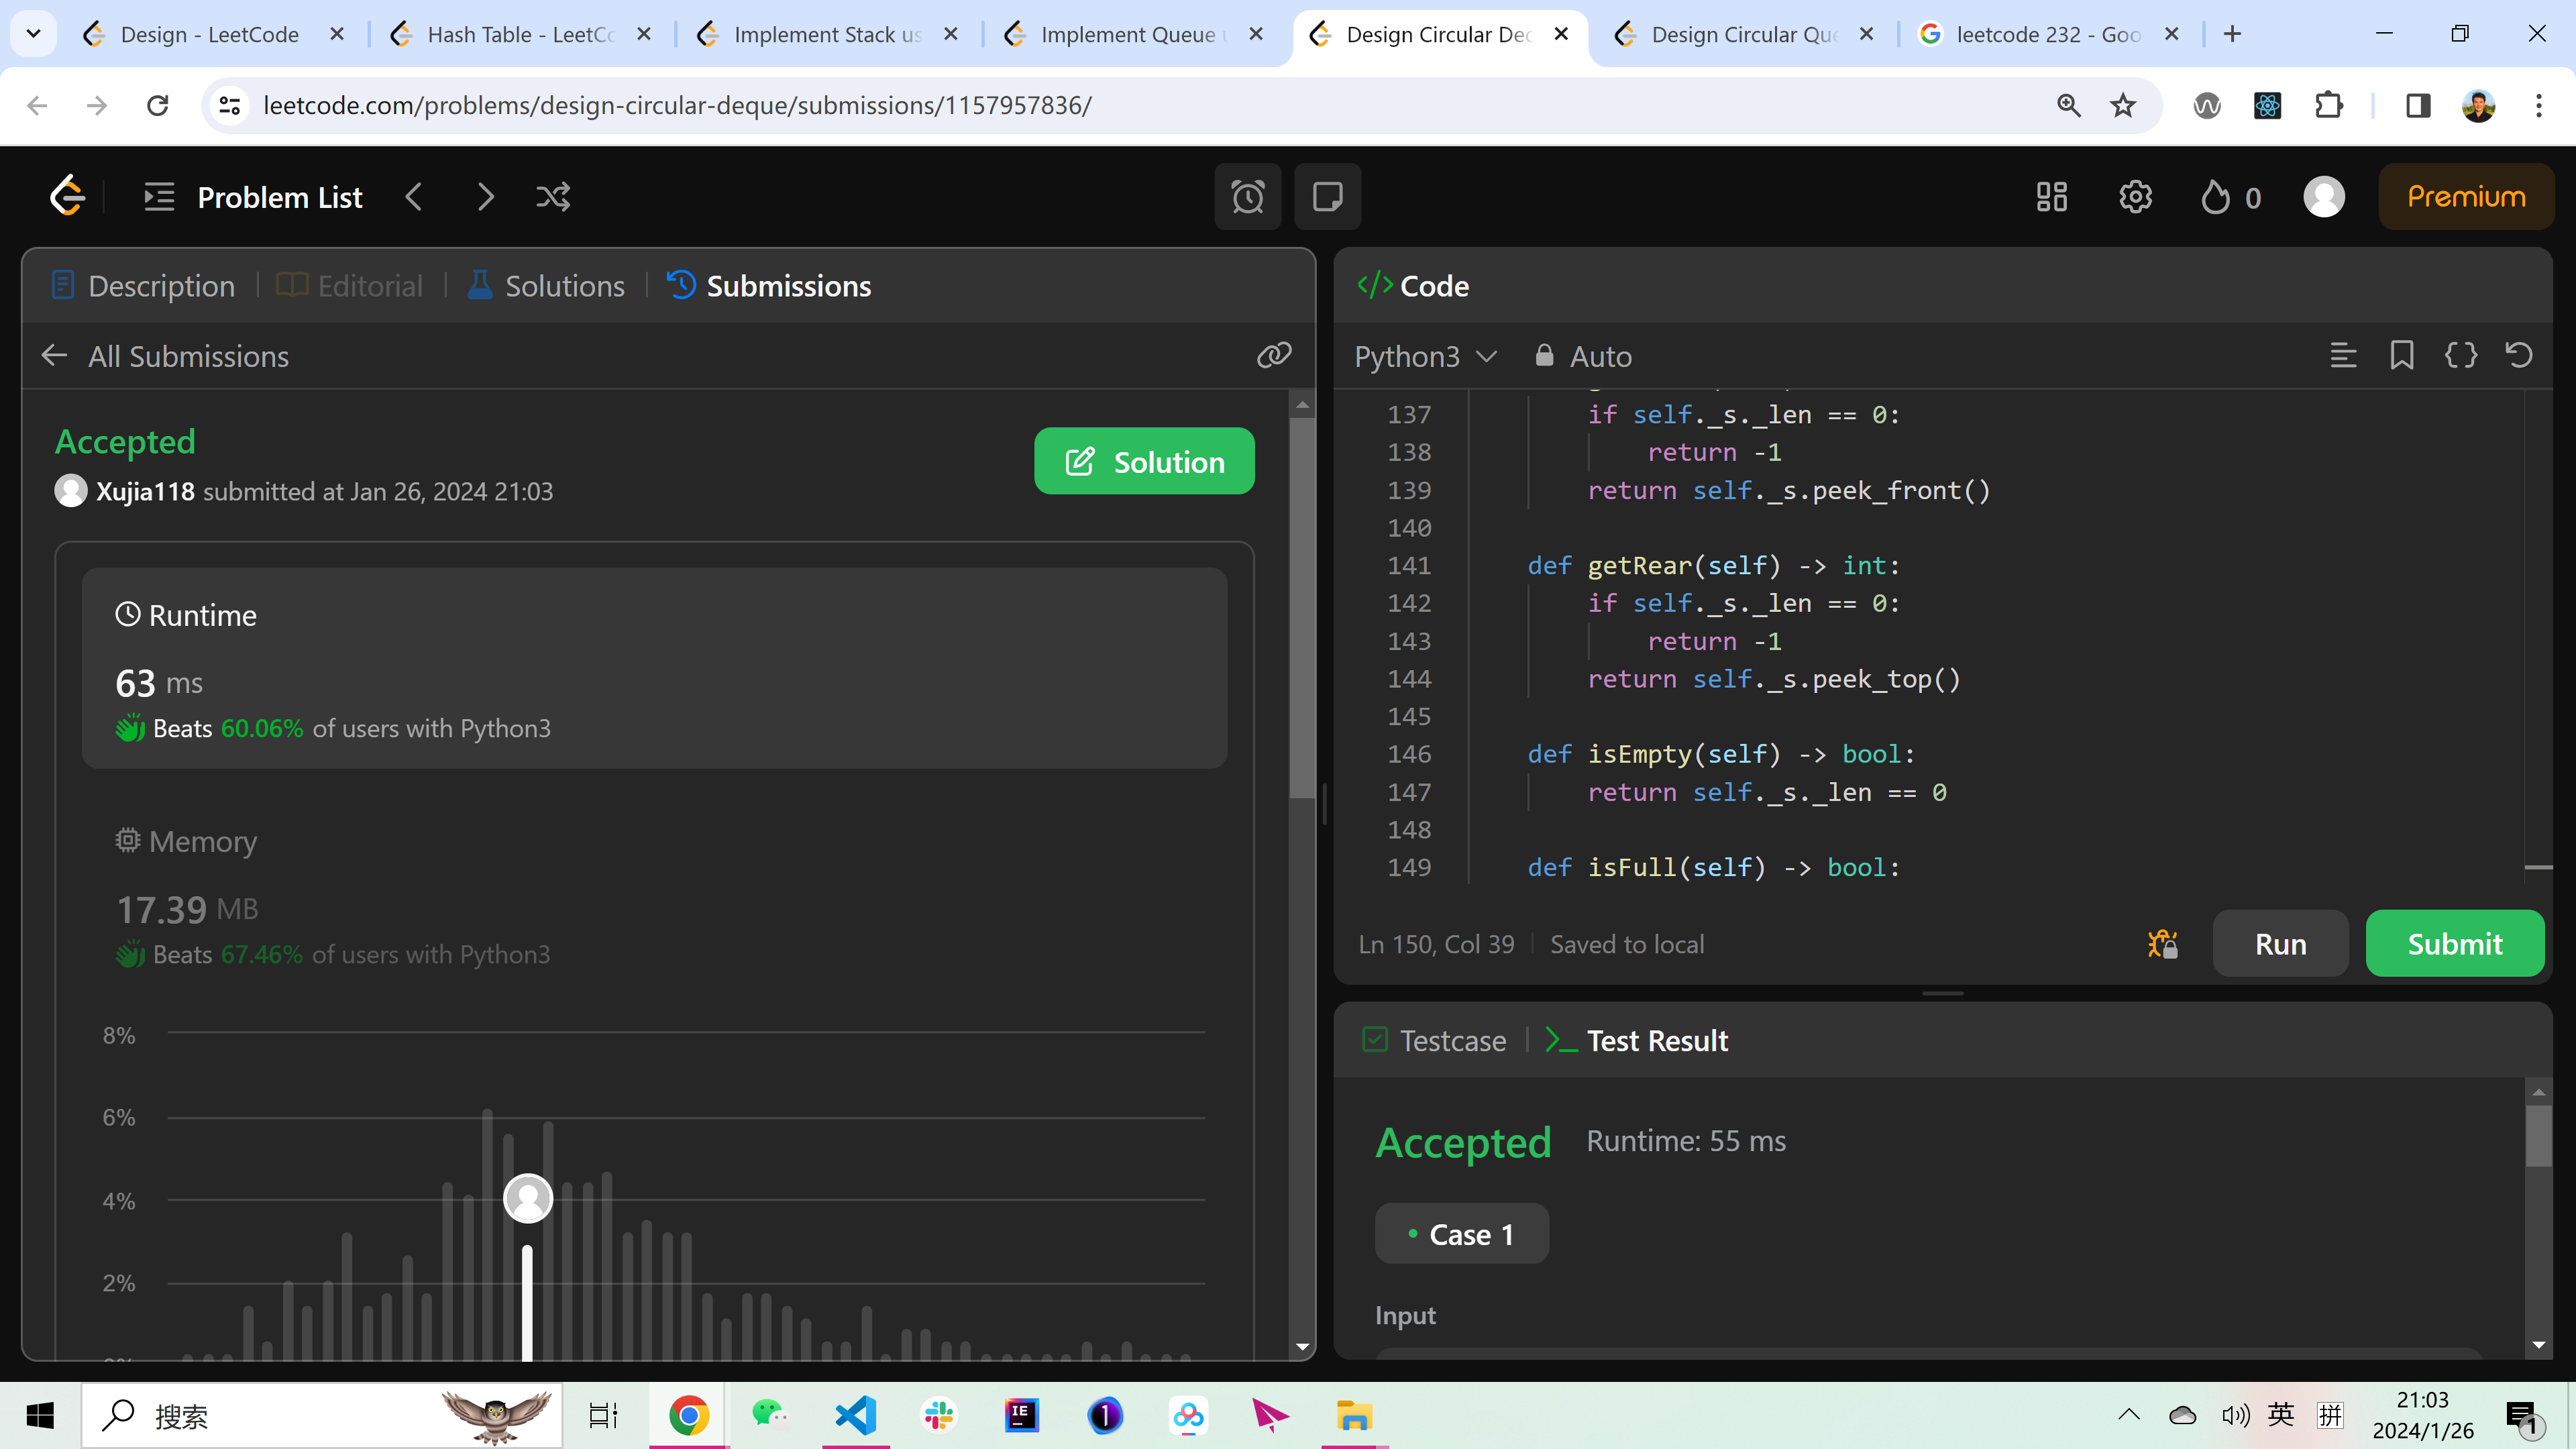 Design - LeetCode
Hash Table - LeetCo
Implement Stack us
Implement Queue u
Design Circular Dec
Design Circular Que
leetcode 232 - Goo
leetcode.com/problems/design-circular-deque/submissions/1157957836/
Problem List
0
Premium
Description
Editorial
Solutions
Submissions
All Submissions
Accepted
Xujia118 submitted at Jan 26, 2024 21:03
Solution
Runtime
63 ms
Beats 60.06% of users with Python3
Memory
17.39 MB
Beats 67.46% of users with Python3
8%
6%
4%
2%
Code
Python3
Auto
137 if self._s._len == 0:
138 return -1
139 return self._s.peek_front()
140
141 def getRear(self) -> int:
142 if self._s._len == 0:
143 return -1
144 return self._s.peek_top()
145
146 def isEmpty(self) -> bool:
147 return self._s._len == 0
148
149 def isFull(self) -> bool:
Ln 150, Col 39
Saved to local
Run
Submit
Testcase
Test Result
Accepted
Runtime: 55 ms
Case 1
Input
搜索
英
拼
21:03
2024/1/26
1